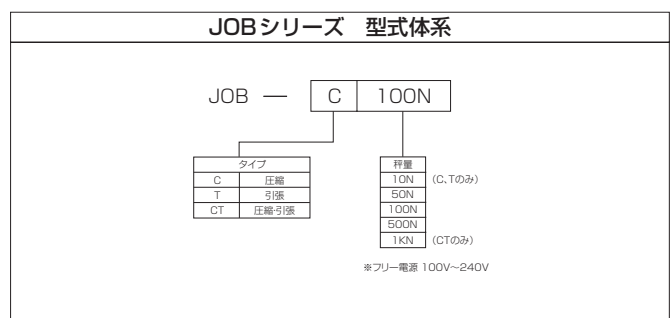 JOBシリーズ 型式体系
JOB ― C 100N
タイプ
C 圧縮
T 引張
CT 圧縮・引張
秤量
10N (C、Tのみ)
50N
100N
500N
1KN (CTのみ)
※フリー電源 100V～240V